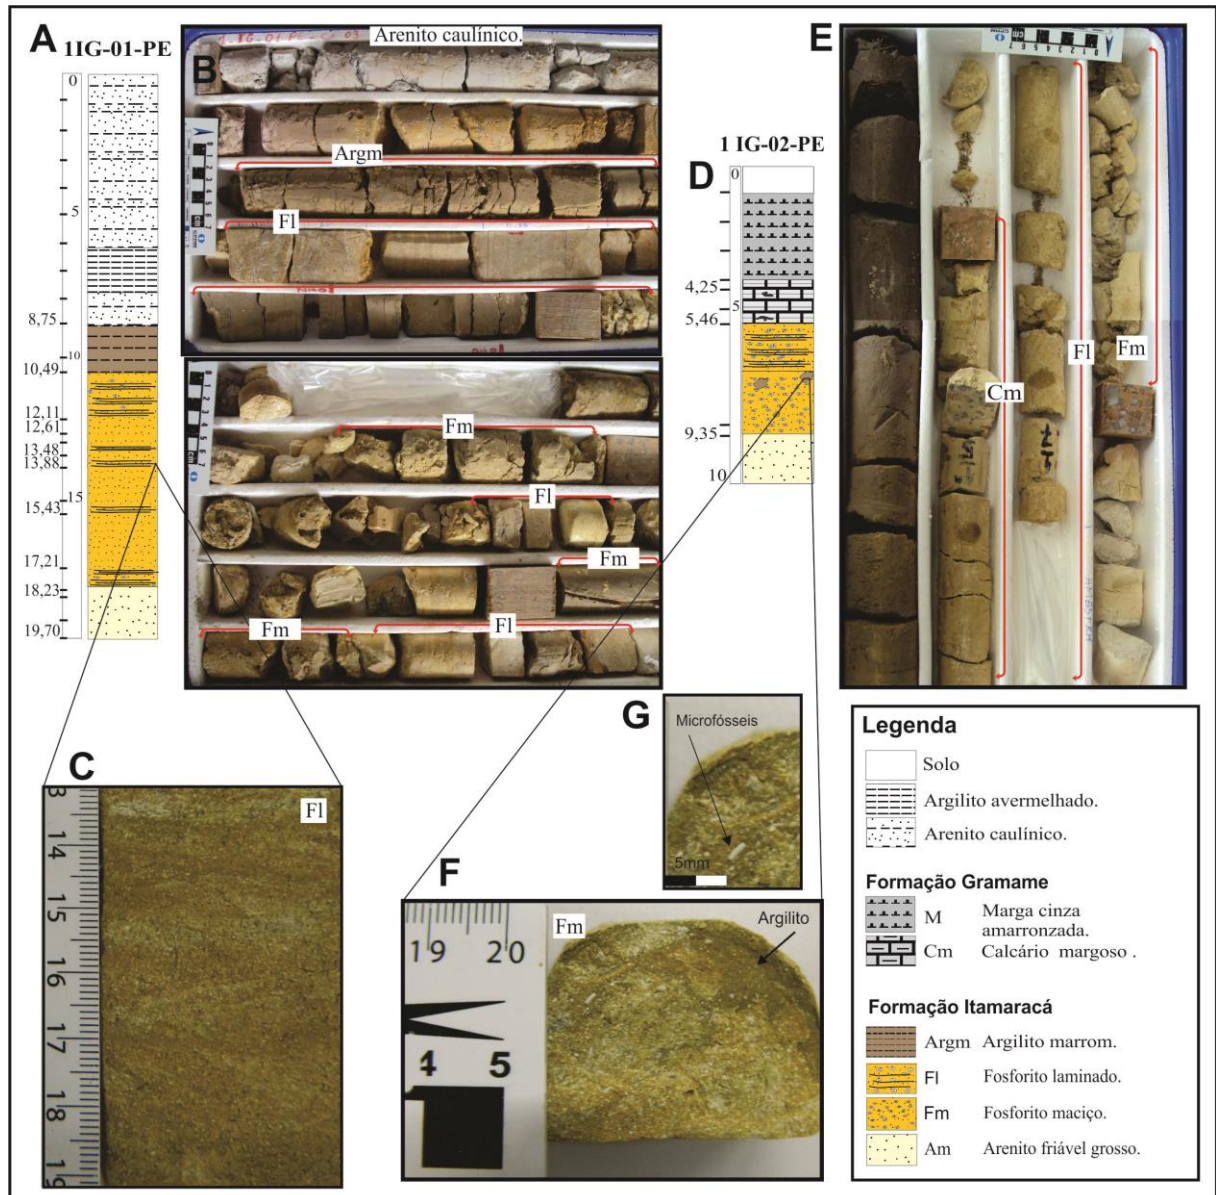 A
1IG-01-PE
0
5
8,75
10
10,49
12,11
12,61
13,48
13,88
15
15,43
17,21
18,23
19,70
B
Arenito caulínico.
Argm
Fl
Fm
Fl
Fm
Fm
Fl
C
Fl
13
14
15
16
17
18
19
D
1 IG-02-PE
0
4,25
5
5,46
9,35
10
E
Cm
Fl
Fm
F
Fm
Argilito
19 20
4 5
G
Microfósseis
5mm
Legenda
Solo
Argilito avermelhado.
Arenito caulínico.
Formação Gramame
M Marga cinza
amarronzada.
Cm Calcário margoso .
Formação Itamaracá
Argm Argilito marrom.
Fl Fosforito laminado.
Fm Fosforito maciço.
Am Arenito friável grosso.